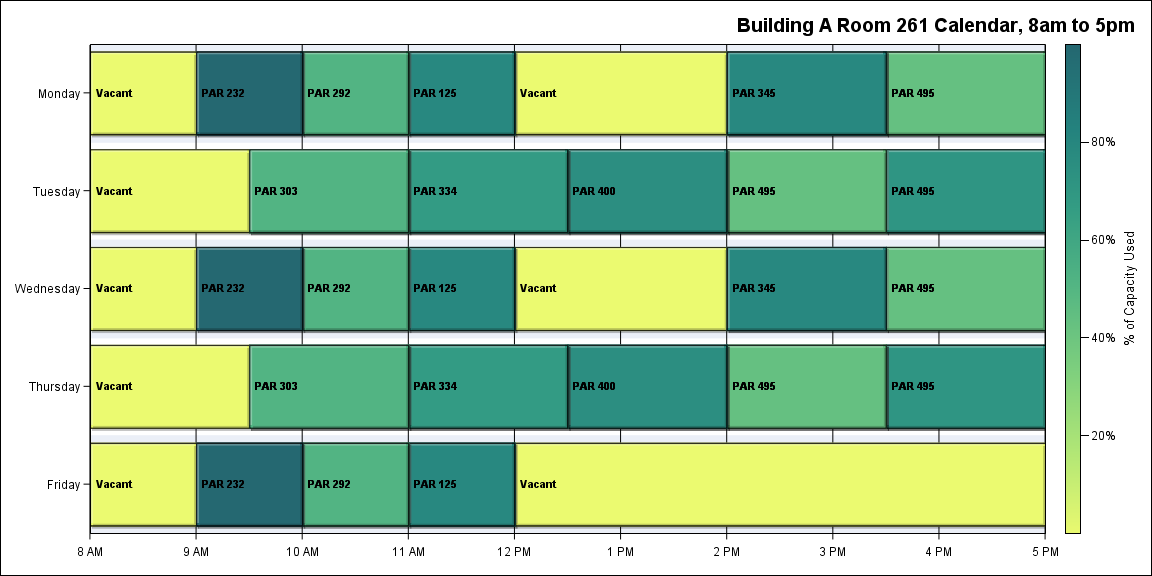 Building A Room 261 Calendar, 8am to 5pm
Monday
Vacant
PAR 232
PAR 292
PAR 125
Vacant
PAR 345
PAR 495
Tuesday
Vacant
PAR 303
PAR 334
PAR 400
PAR 495
PAR 495
Wednesday
Vacant
PAR 232
PAR 292
PAR 125
Vacant
PAR 345
PAR 495
Thursday
Vacant
PAR 303
PAR 334
PAR 400
PAR 495
PAR 495
Friday
Vacant
PAR 232
PAR 292
PAR 125
Vacant
8 AM
9 AM
10 AM
11 AM
12 PM
1 PM
2 PM
3 PM
4 PM
5 PM
80%
60%
40%
20%
% of Capacity Used